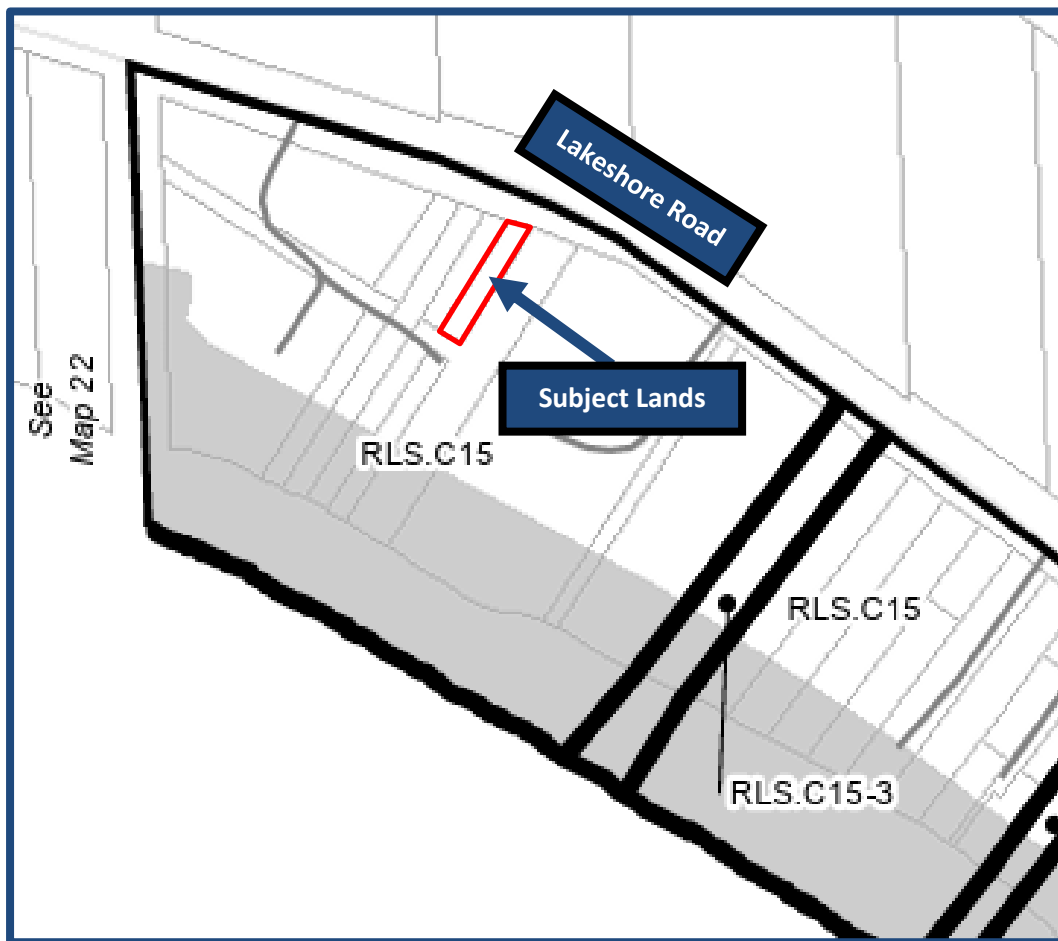 Lakeshore Road
See
Map 22
Subject Lands
RLS.C15
RLS.C15
RLS.C15-3